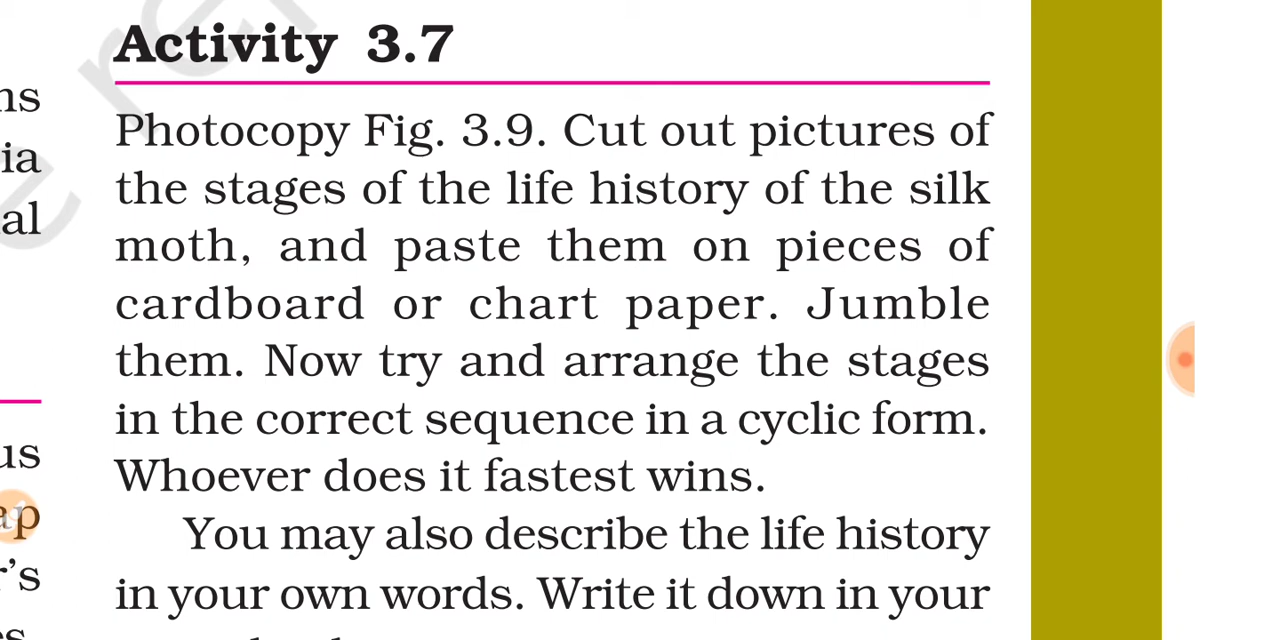 Activity 3.7
Photocopy Fig. 3.9. Cut out pictures of
the stages of the life history of the silk
moth, and paste them on pieces of
cardboard or chart paper. Jumble
them. Now try and arrange the stages
in the correct sequence in a cyclic form.
Whoever does it fastest wins.
You may also describe the life history
in your own words. Write it down in your